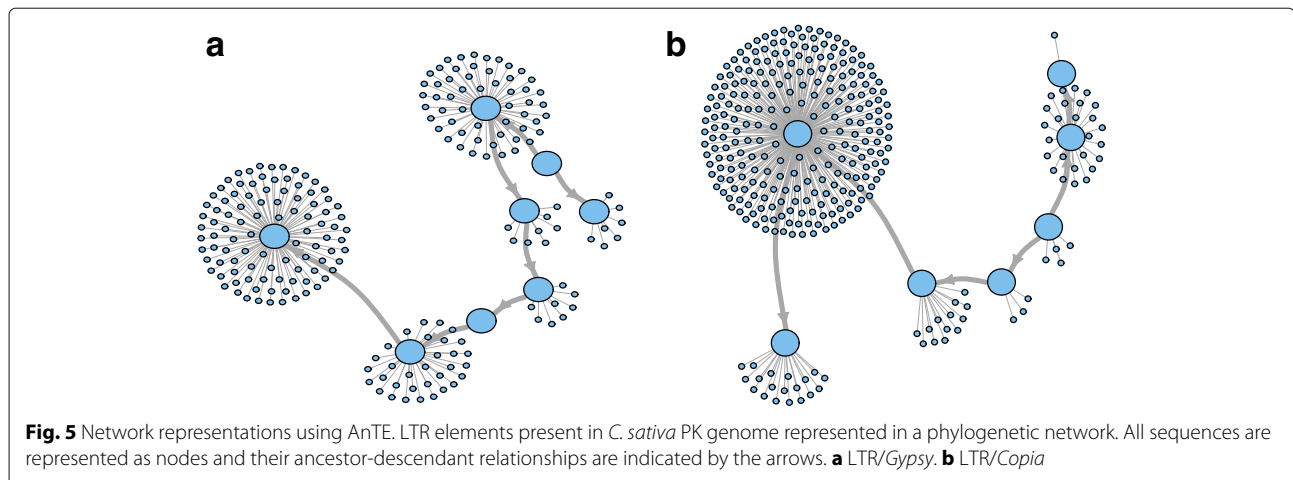 a
b
Fig. 5 Network representations using AnTE. LTR elements present in C. sativa PK genome represented in a phylogenetic network. All sequences are
represented as nodes and their ancestor-descendant relationships are indicated by the arrows. a LTR/Gypsy. b LTR/Copia